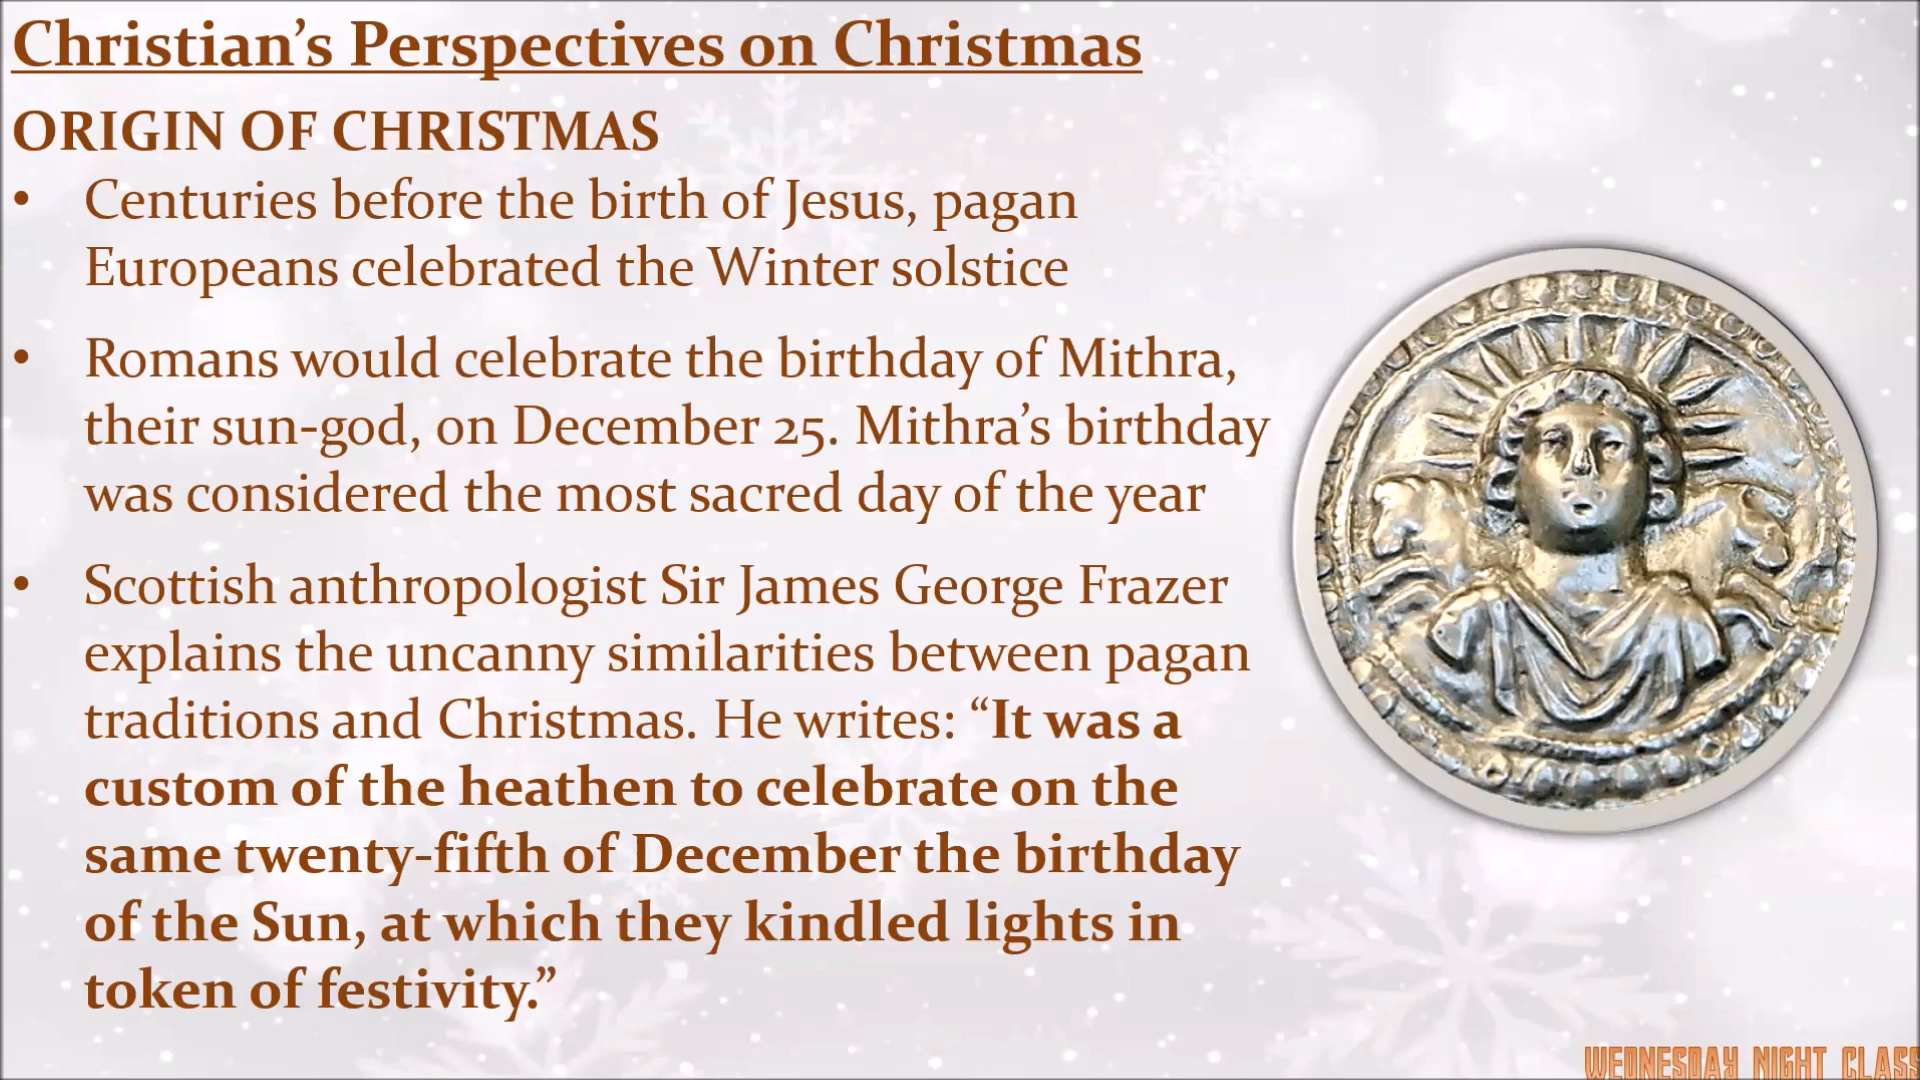 Christian’s Perspectives on Christmas
ORIGIN OF CHRISTMAS
• Centuries before the birth of Jesus, pagan
Europeans celebrated the Winter solstice
• Romans would celebrate the birthday of Mithra,
their sun-god, on December 25. Mithra’s birthday
was considered the most sacred day of the year
• Scottish anthropologist Sir James George Frazer
explains the uncanny similarities between pagan
traditions and Christmas. He writes: “It was a
custom of the heathen to celebrate on the
same twenty-fifth of December the birthday
of the Sun, at which they kindled lights in
token of festivity.”
WEDNESDAY NIGHT CLASS